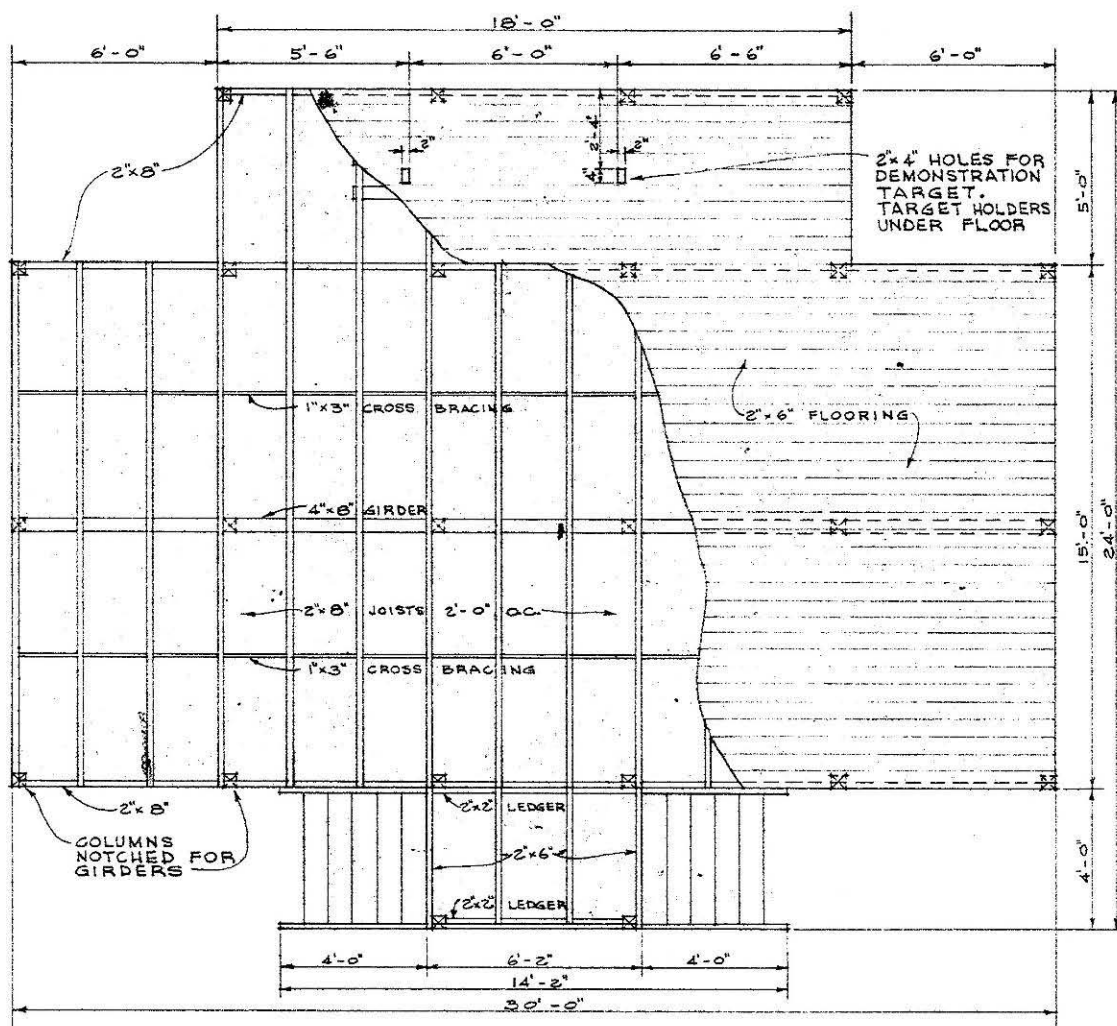 18'-0"
6'-0" 5'-6" 6'-0" 6'-6" 6'-0"
2'-4"
2" 2"
4"
2"x8"
2"x4" HOLES FOR
DEMONSTRATION
TARGET.
TARGET HOLDERS
UNDER FLOOR
5'-0"
1"x3" CROSS BRACING
2"x6" FLOORING
4"x8" GIRDER
15'-0"
24'-0"
2"x8" JOISTS 2'-0" O.C.
1"x3" CROSS BRACING
2"x8"
2"x2" LEDGER
COLUMNS
NOTCHED FOR
GIRDERS
2"x6"
4'-0"
2"x2" LEDGER
4'-0" 6'-2" 4'-0"
14'-2"
30'-0"